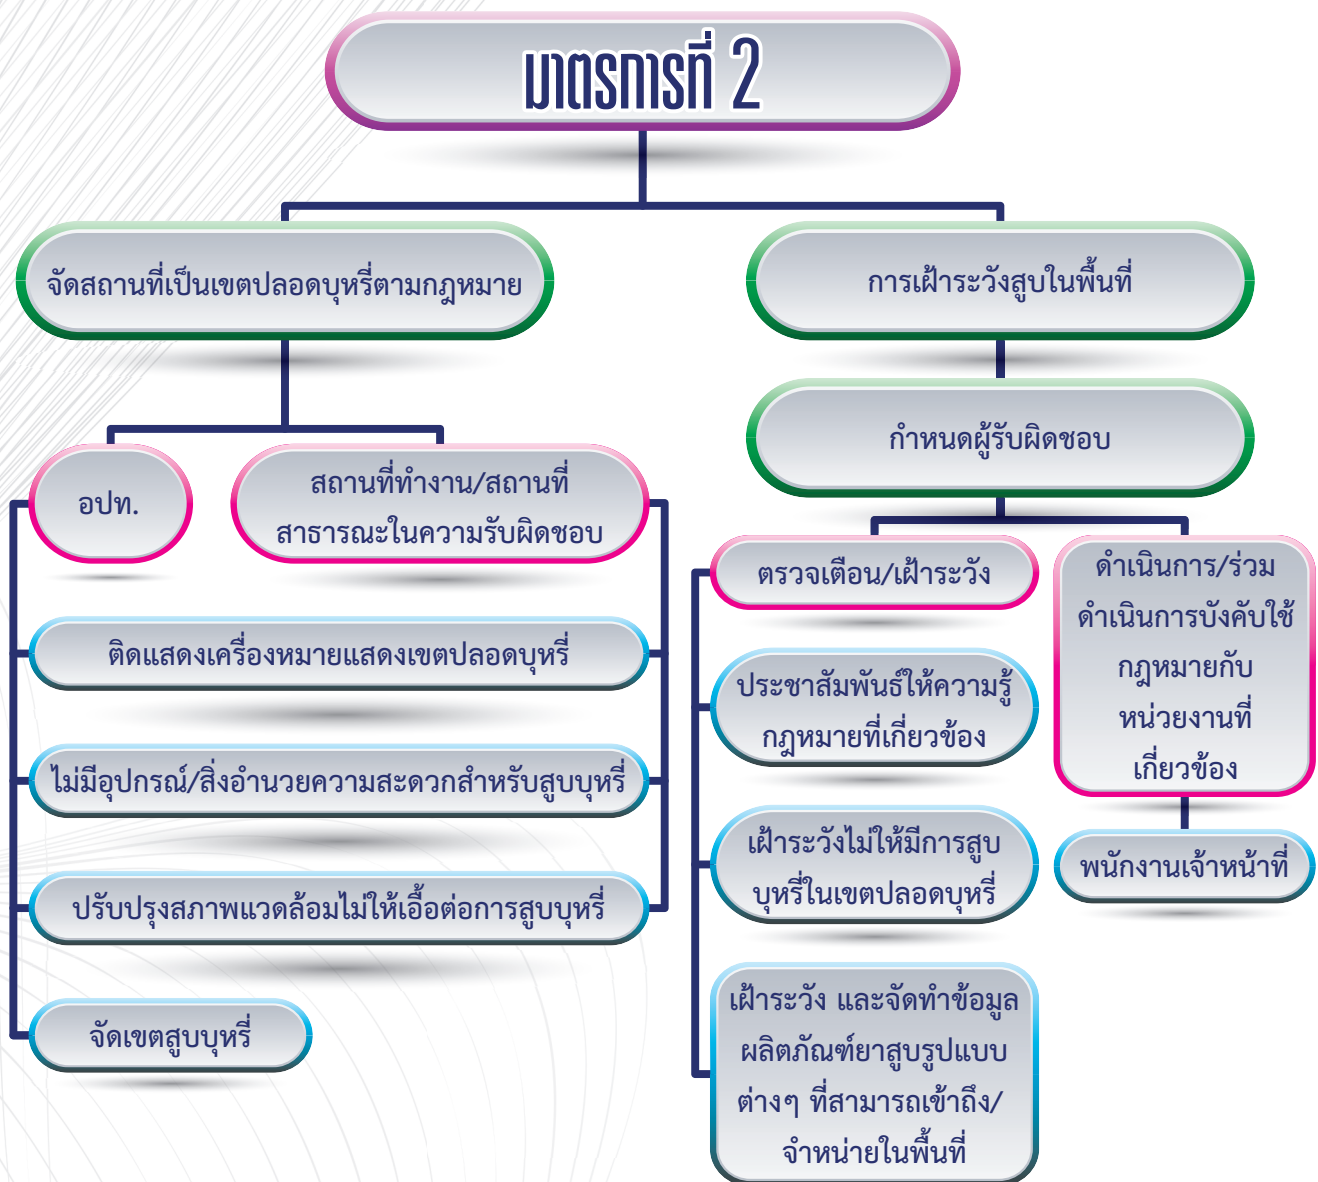 มาตรการที่ 2
จัดสถานที่เป็นเขตปลอดบุหรี่ตามกฎหมาย
อปท.
สถานที่ทำงาน/สถานที่
สาธารณะในความรับผิดชอบ
ติดแสดงเครื่องหมายแสดงเขตปลอดบุหรี่
ไม่มีอุปกรณ์/สิ่งอำนวยความสะดวกสำหรับสูบบุหรี่
ปรับปรุงสภาพแวดล้อมไม่ให้เอื้อต่อการสูบบุหรี่
จัดเขตสูบบุหรี่
การเฝ้าระวังสูบในพื้นที่
กำหนดผู้รับผิดชอบ
ตรวจเตือน/เฝ้าระวัง
ประชาสัมพันธ์ให้ความรู้
กฎหมายที่เกี่ยวข้อง
เฝ้าระวังไม่ให้มีการสูบ
บุหรี่ในเขตปลอดบุหรี่
เฝ้าระวัง และจัดทำข้อมูล
ผลิตภัณฑ์ยาสูบรูปแบบ
ต่างๆ ที่สามารถเข้าถึง/
จำหน่ายในพื้นที่
ดำเนินการ/ร่วม
ดำเนินการบังคับใช้
กฎหมายกับ
หน่วยงานที่
เกี่ยวข้อง
พนักงานเจ้าหน้าที่